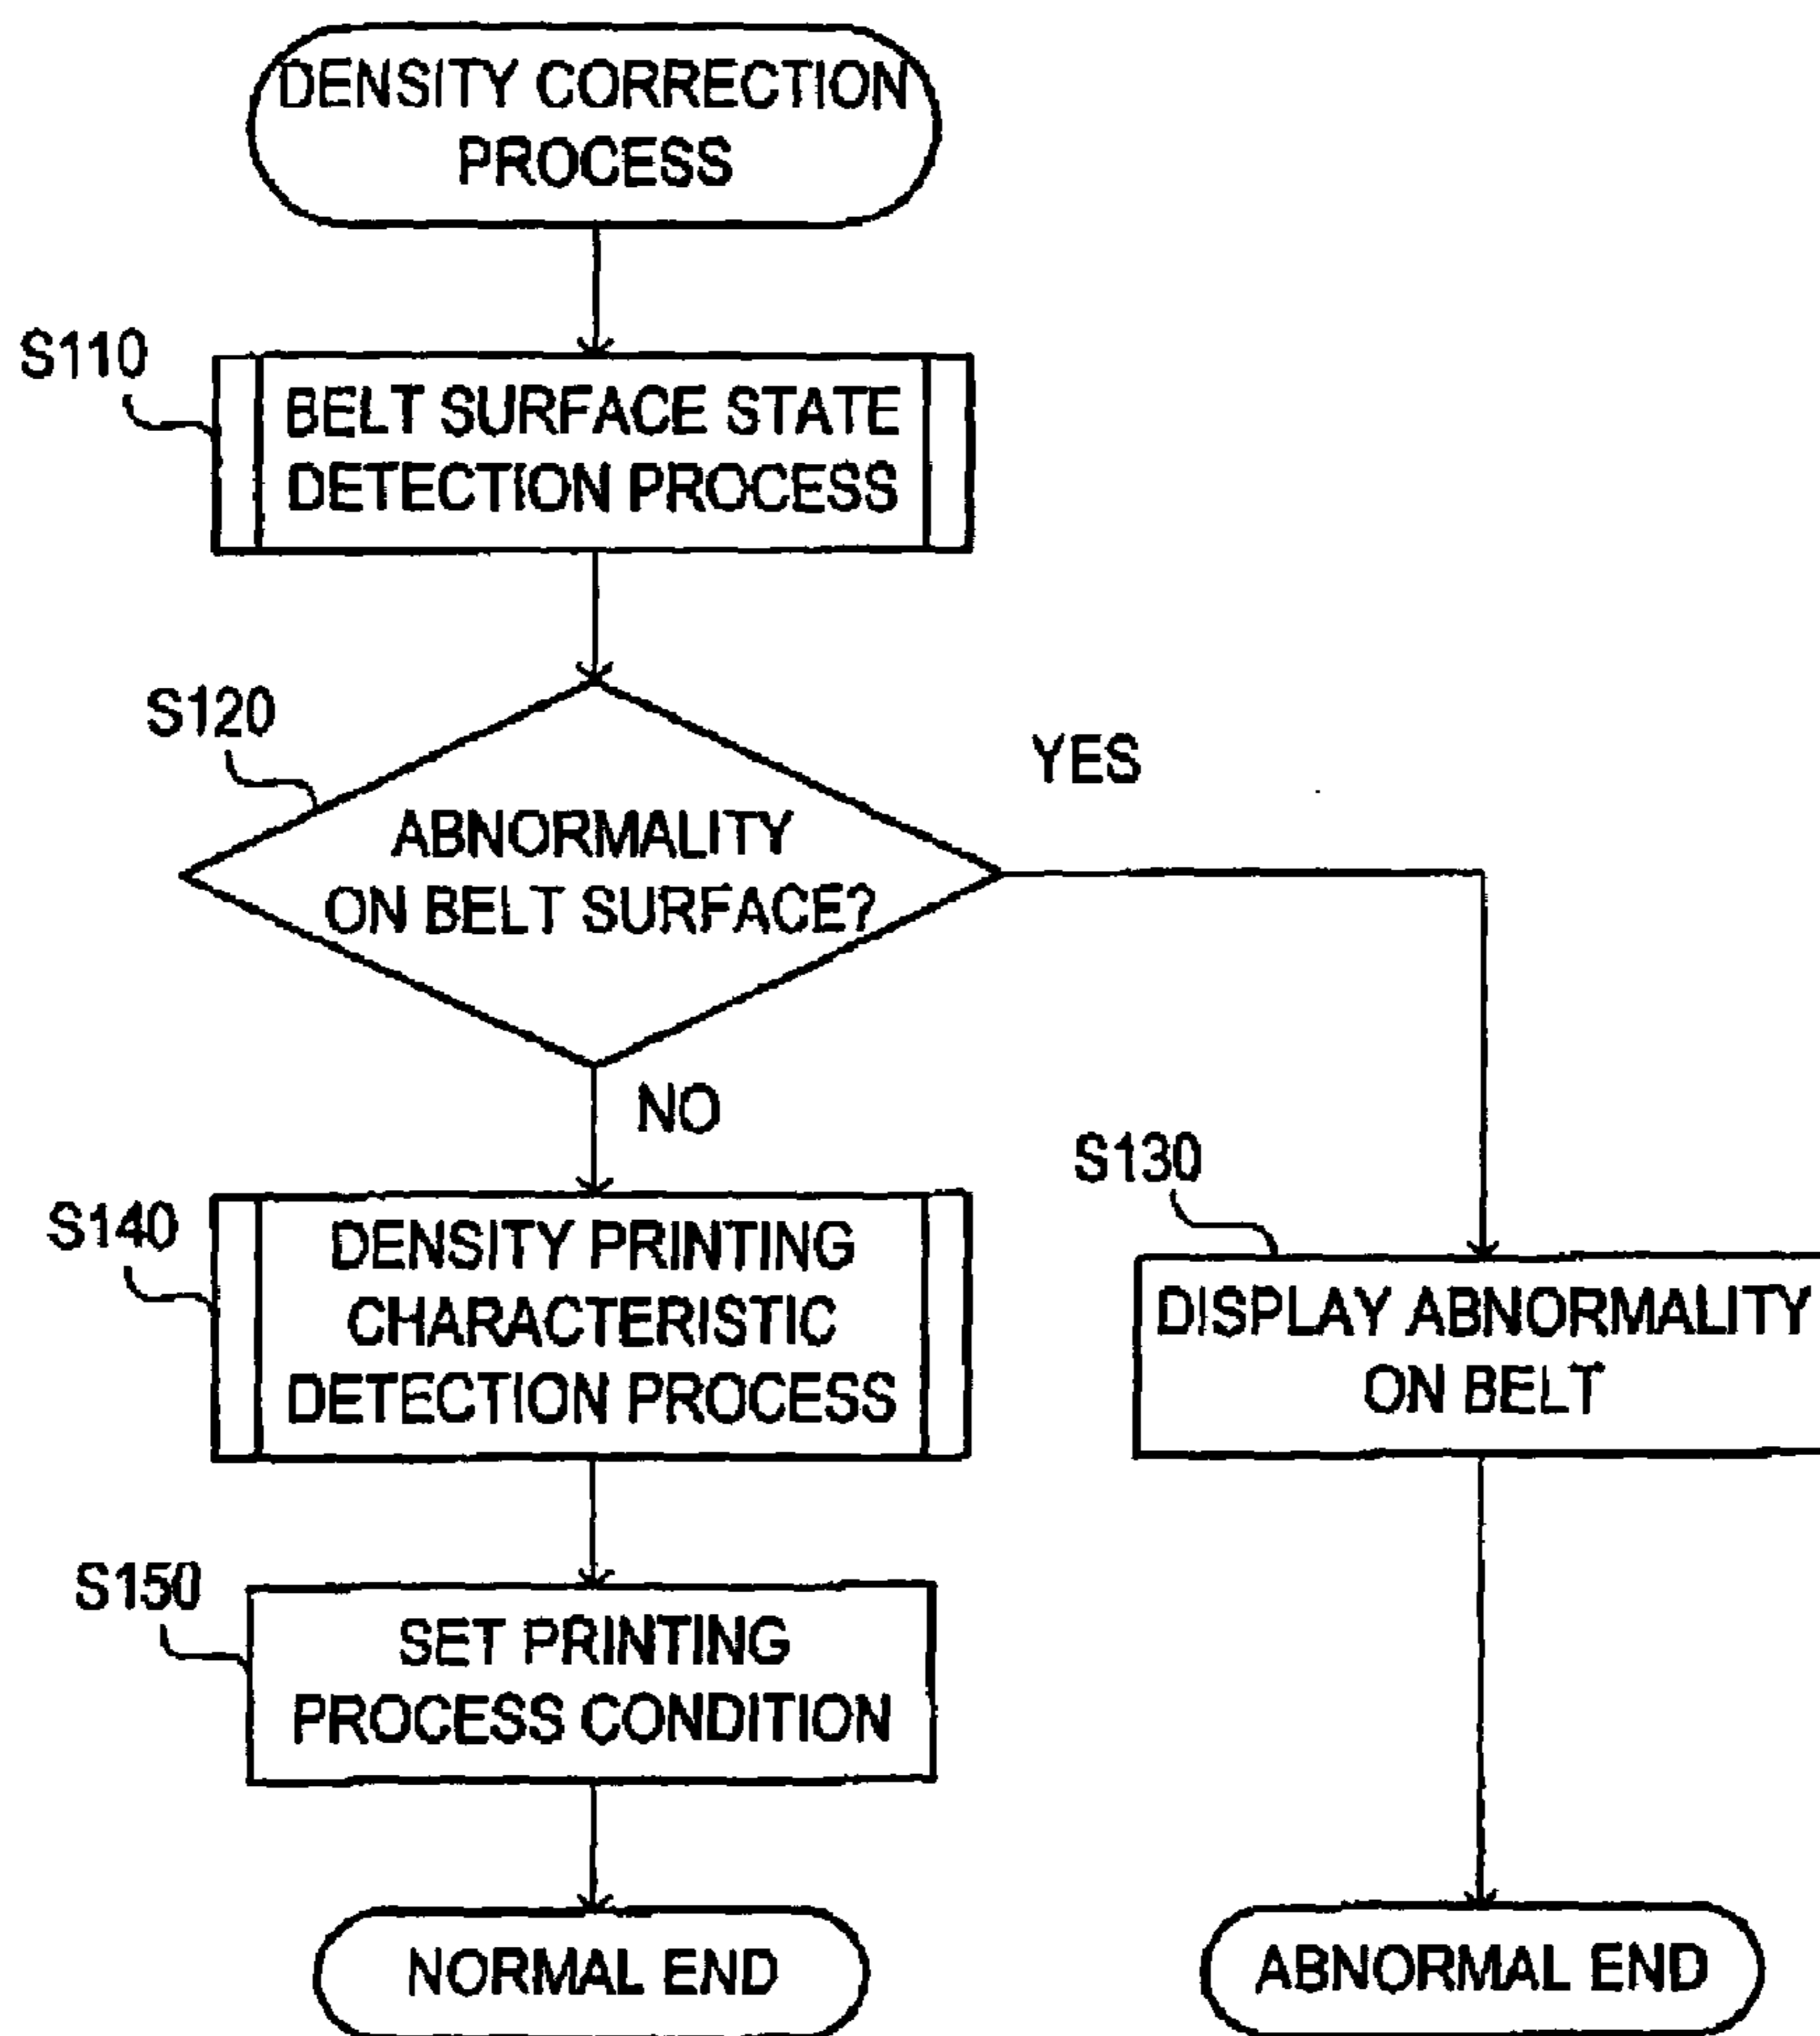 DENSITY CORRECTION
PROCESS
S110
BELT SURFACE STATE
DETECTION PROCESS
S120
ABNORMALITY
ON BELT SURFACE?
YES
NO
S130
DISPLAY ABNORMALITY
ON BELT
S140
DENSITY PRINTING
CHARACTERISTIC
DETECTION PROCESS
S150
SET PRINTING
PROCESS CONDITION
NORMAL END
ABNORMAL END